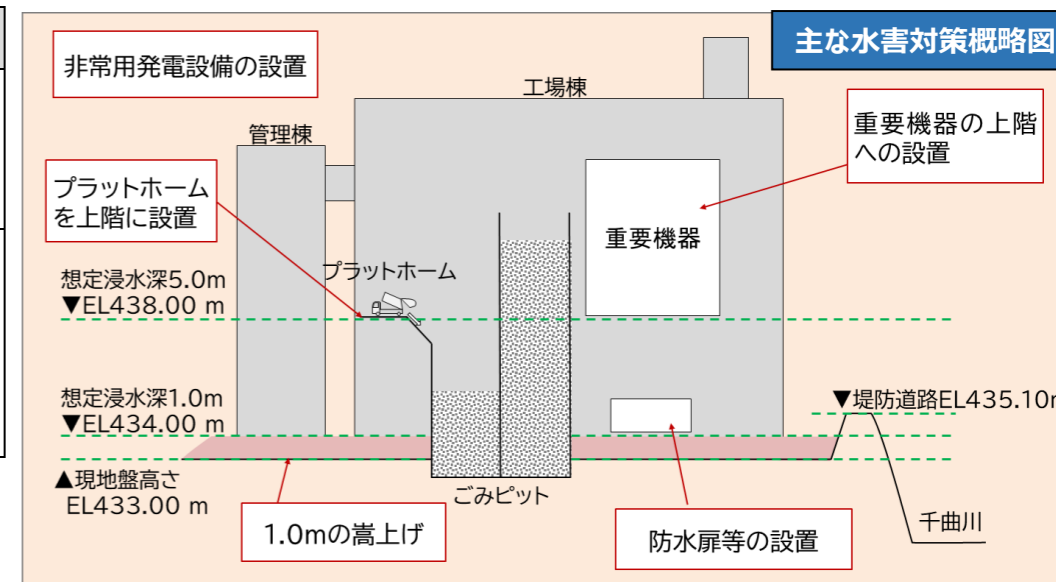 主な水害対策概略図
非常用発電設備の設置
工場棟
管理棟
重要機器の上階
への設置
プラットホーム
を上階に設置
重要機器
プラットホーム
想定浸水深5.0m
▼EL438.00 m
想定浸水深1.0m
▼EL434.00 m
▼堤防道路EL435.10m
▲現地盤高さ
EL433.00 m
ごみピット
1.0mの嵩上げ
防水扉等の設置
千曲川